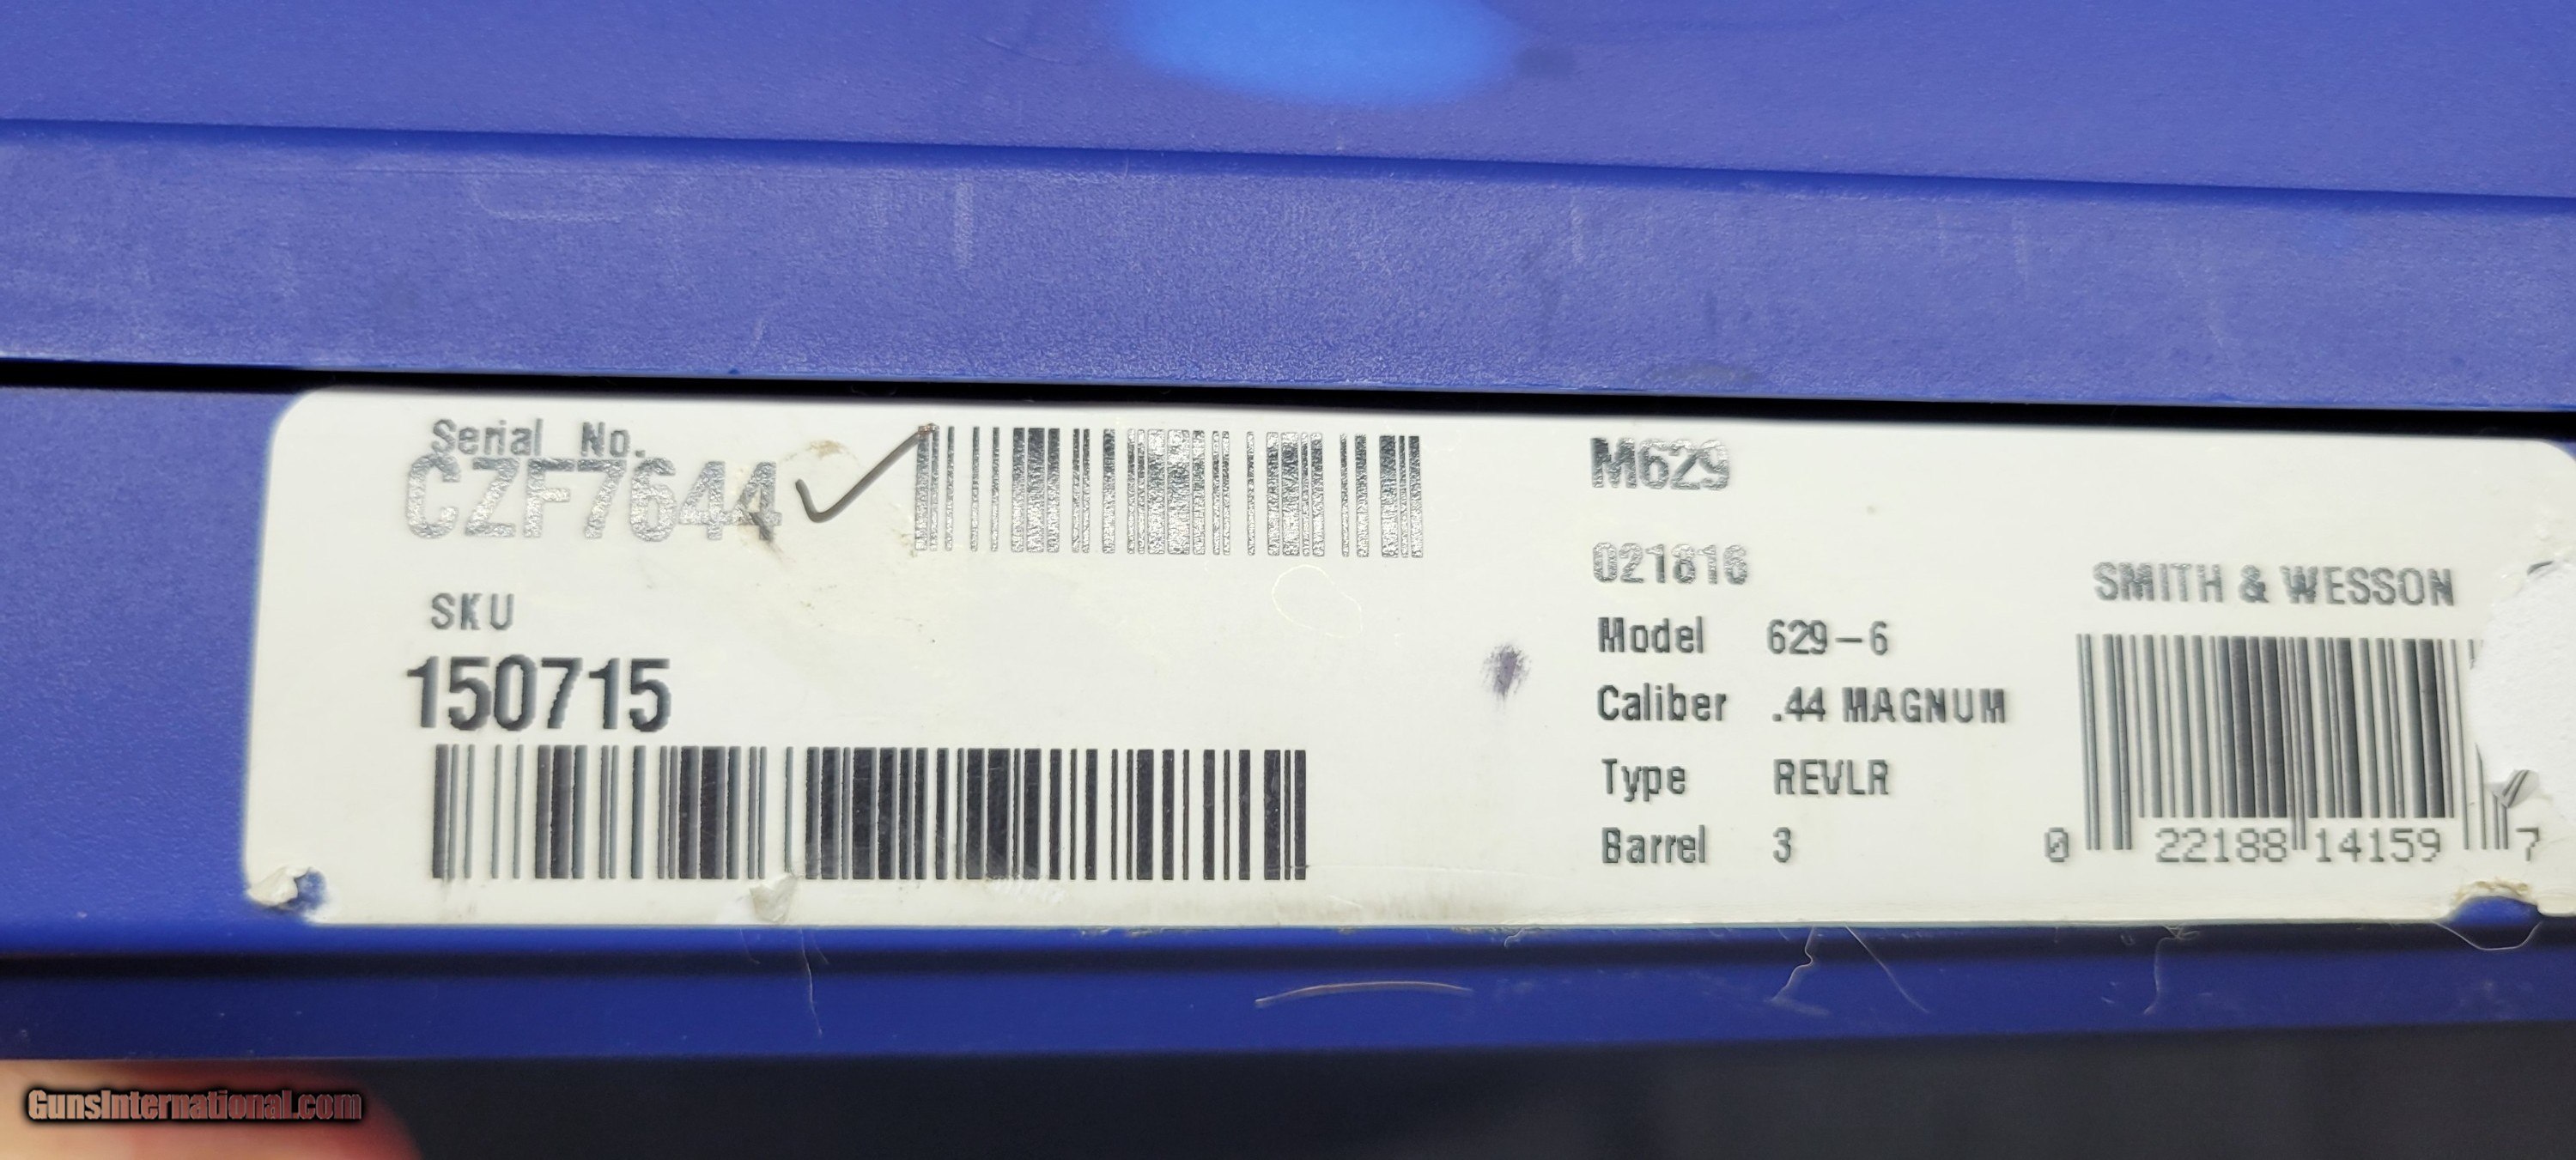 Serial No.
CZF7644
SKU
150715
M629
021816
Model 629-6
Caliber .44 MAGNUM
Type REVLR
Barrel 3
SMITH & WESSON
0 22188 14159 7
GunsInternational.com